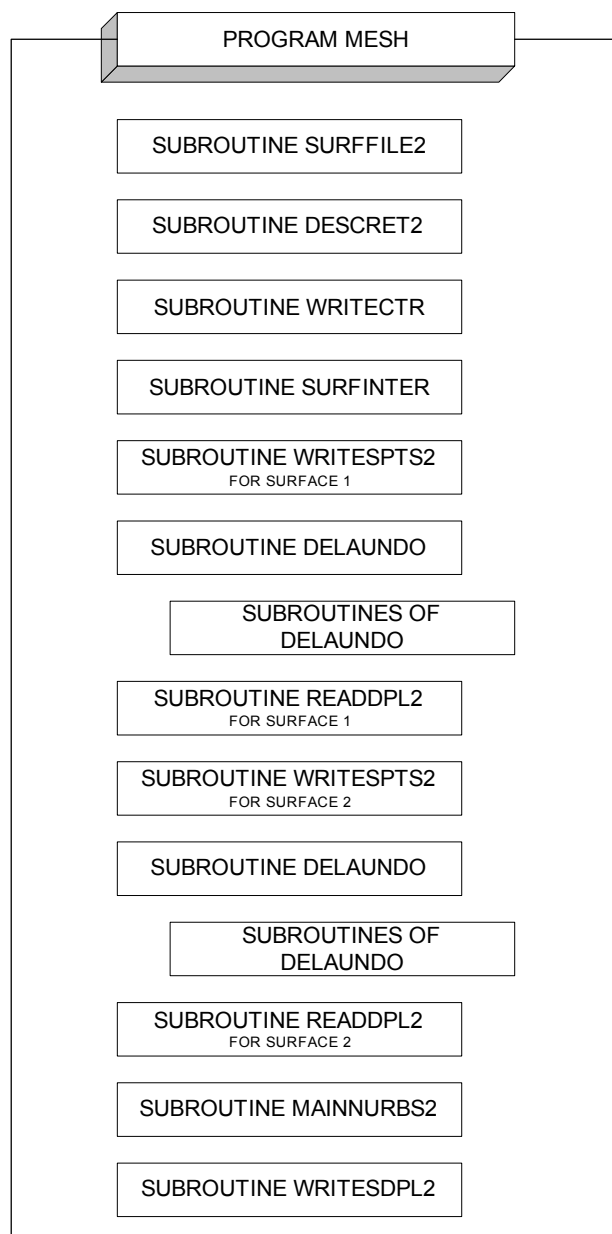 PROGRAM MESH
SUBROUTINE SURFFILE2
SUBROUTINE DESCRET2
SUBROUTINE WRITECTR
SUBROUTINE SURFINTER
SUBROUTINE WRITESPTS2
FOR SURFACE 1
SUBROUTINE DELAUNDO
SUBROUTINES OF
DELAUNDO
SUBROUTINE READDPL2
FOR SURFACE 1
SUBROUTINE WRITESPTS2
FOR SURFACE 2
SUBROUTINE DELAUNDO
SUBROUTINES OF
DELAUNDO
SUBROUTINE READDPL2
FOR SURFACE 2
SUBROUTINE MAINNURBS2
SUBROUTINE WRITESDPL2